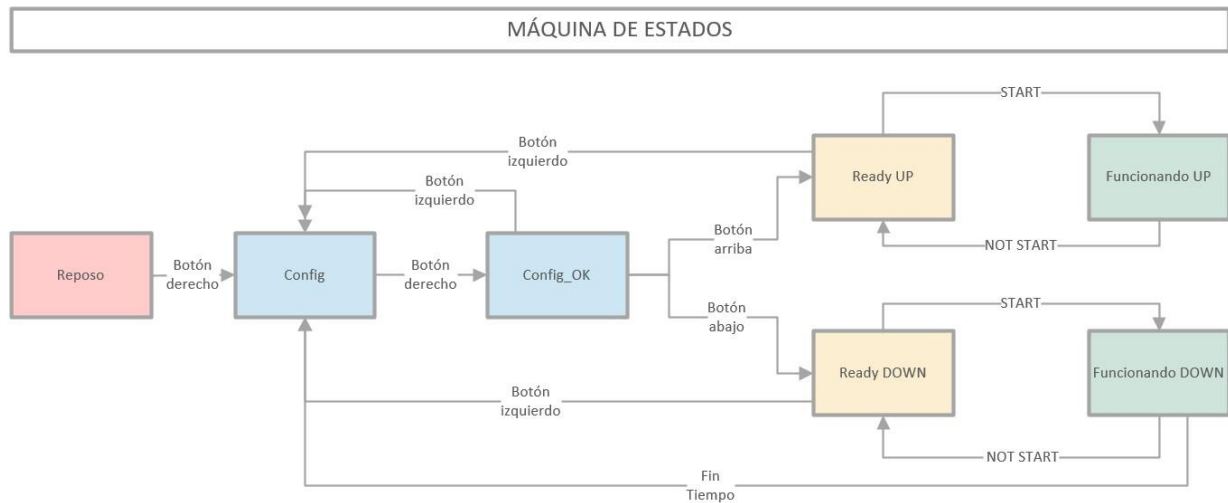 MÁQUINA DE ESTADOS
START
Botón
izquierdo
Ready UP
Funcionando UP
Botón
izquierdo
Botón
arriba
NOT START
Reposo
Botón
derecho
Config
Botón
derecho
Config_OK
Botón
abajo
START
Ready DOWN
Funcionando DOWN
Botón
izquierdo
NOT START
Fin
Tiempo